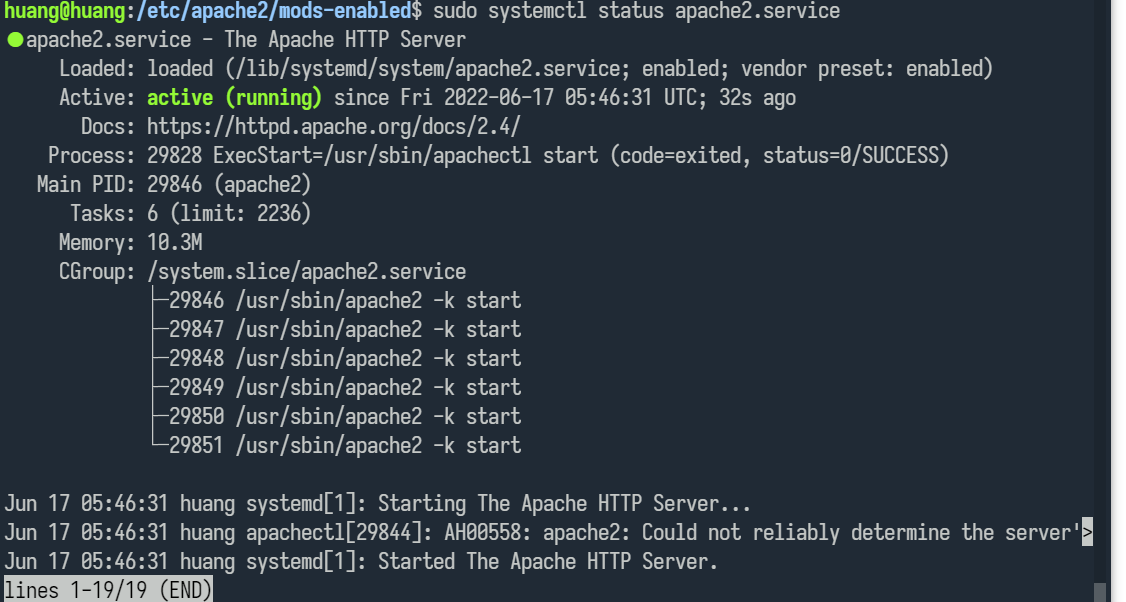 huang@huang:/etc/apache2/mods-enabled$ sudo systemctl status apache2.service
●apache2.service - The Apache HTTP Server
     Loaded: loaded (/lib/systemd/system/apache2.service; enabled; vendor preset: enabled)
     Active: active (running) since Fri 2022-06-17 05:46:31 UTC; 32s ago
       Docs: https://httpd.apache.org/docs/2.4/
    Process: 29828 ExecStart=/usr/sbin/apachectl start (code=exited, status=0/SUCCESS)
   Main PID: 29846 (apache2)
      Tasks: 6 (limit: 2236)
     Memory: 10.3M
     CGroup: /system.slice/apache2.service
             ├─29846 /usr/sbin/apache2 -k start
             ├─29847 /usr/sbin/apache2 -k start
             ├─29848 /usr/sbin/apache2 -k start
             ├─29849 /usr/sbin/apache2 -k start
             ├─29850 /usr/sbin/apache2 -k start
             └─29851 /usr/sbin/apache2 -k start
Jun 17 05:46:31 huang systemd[1]: Starting The Apache HTTP Server...
Jun 17 05:46:31 huang apachectl[29844]: AH00558: apache2: Could not reliably determine the server'>
Jun 17 05:46:31 huang systemd[1]: Started The Apache HTTP Server.
lines 1-19/19 (END)